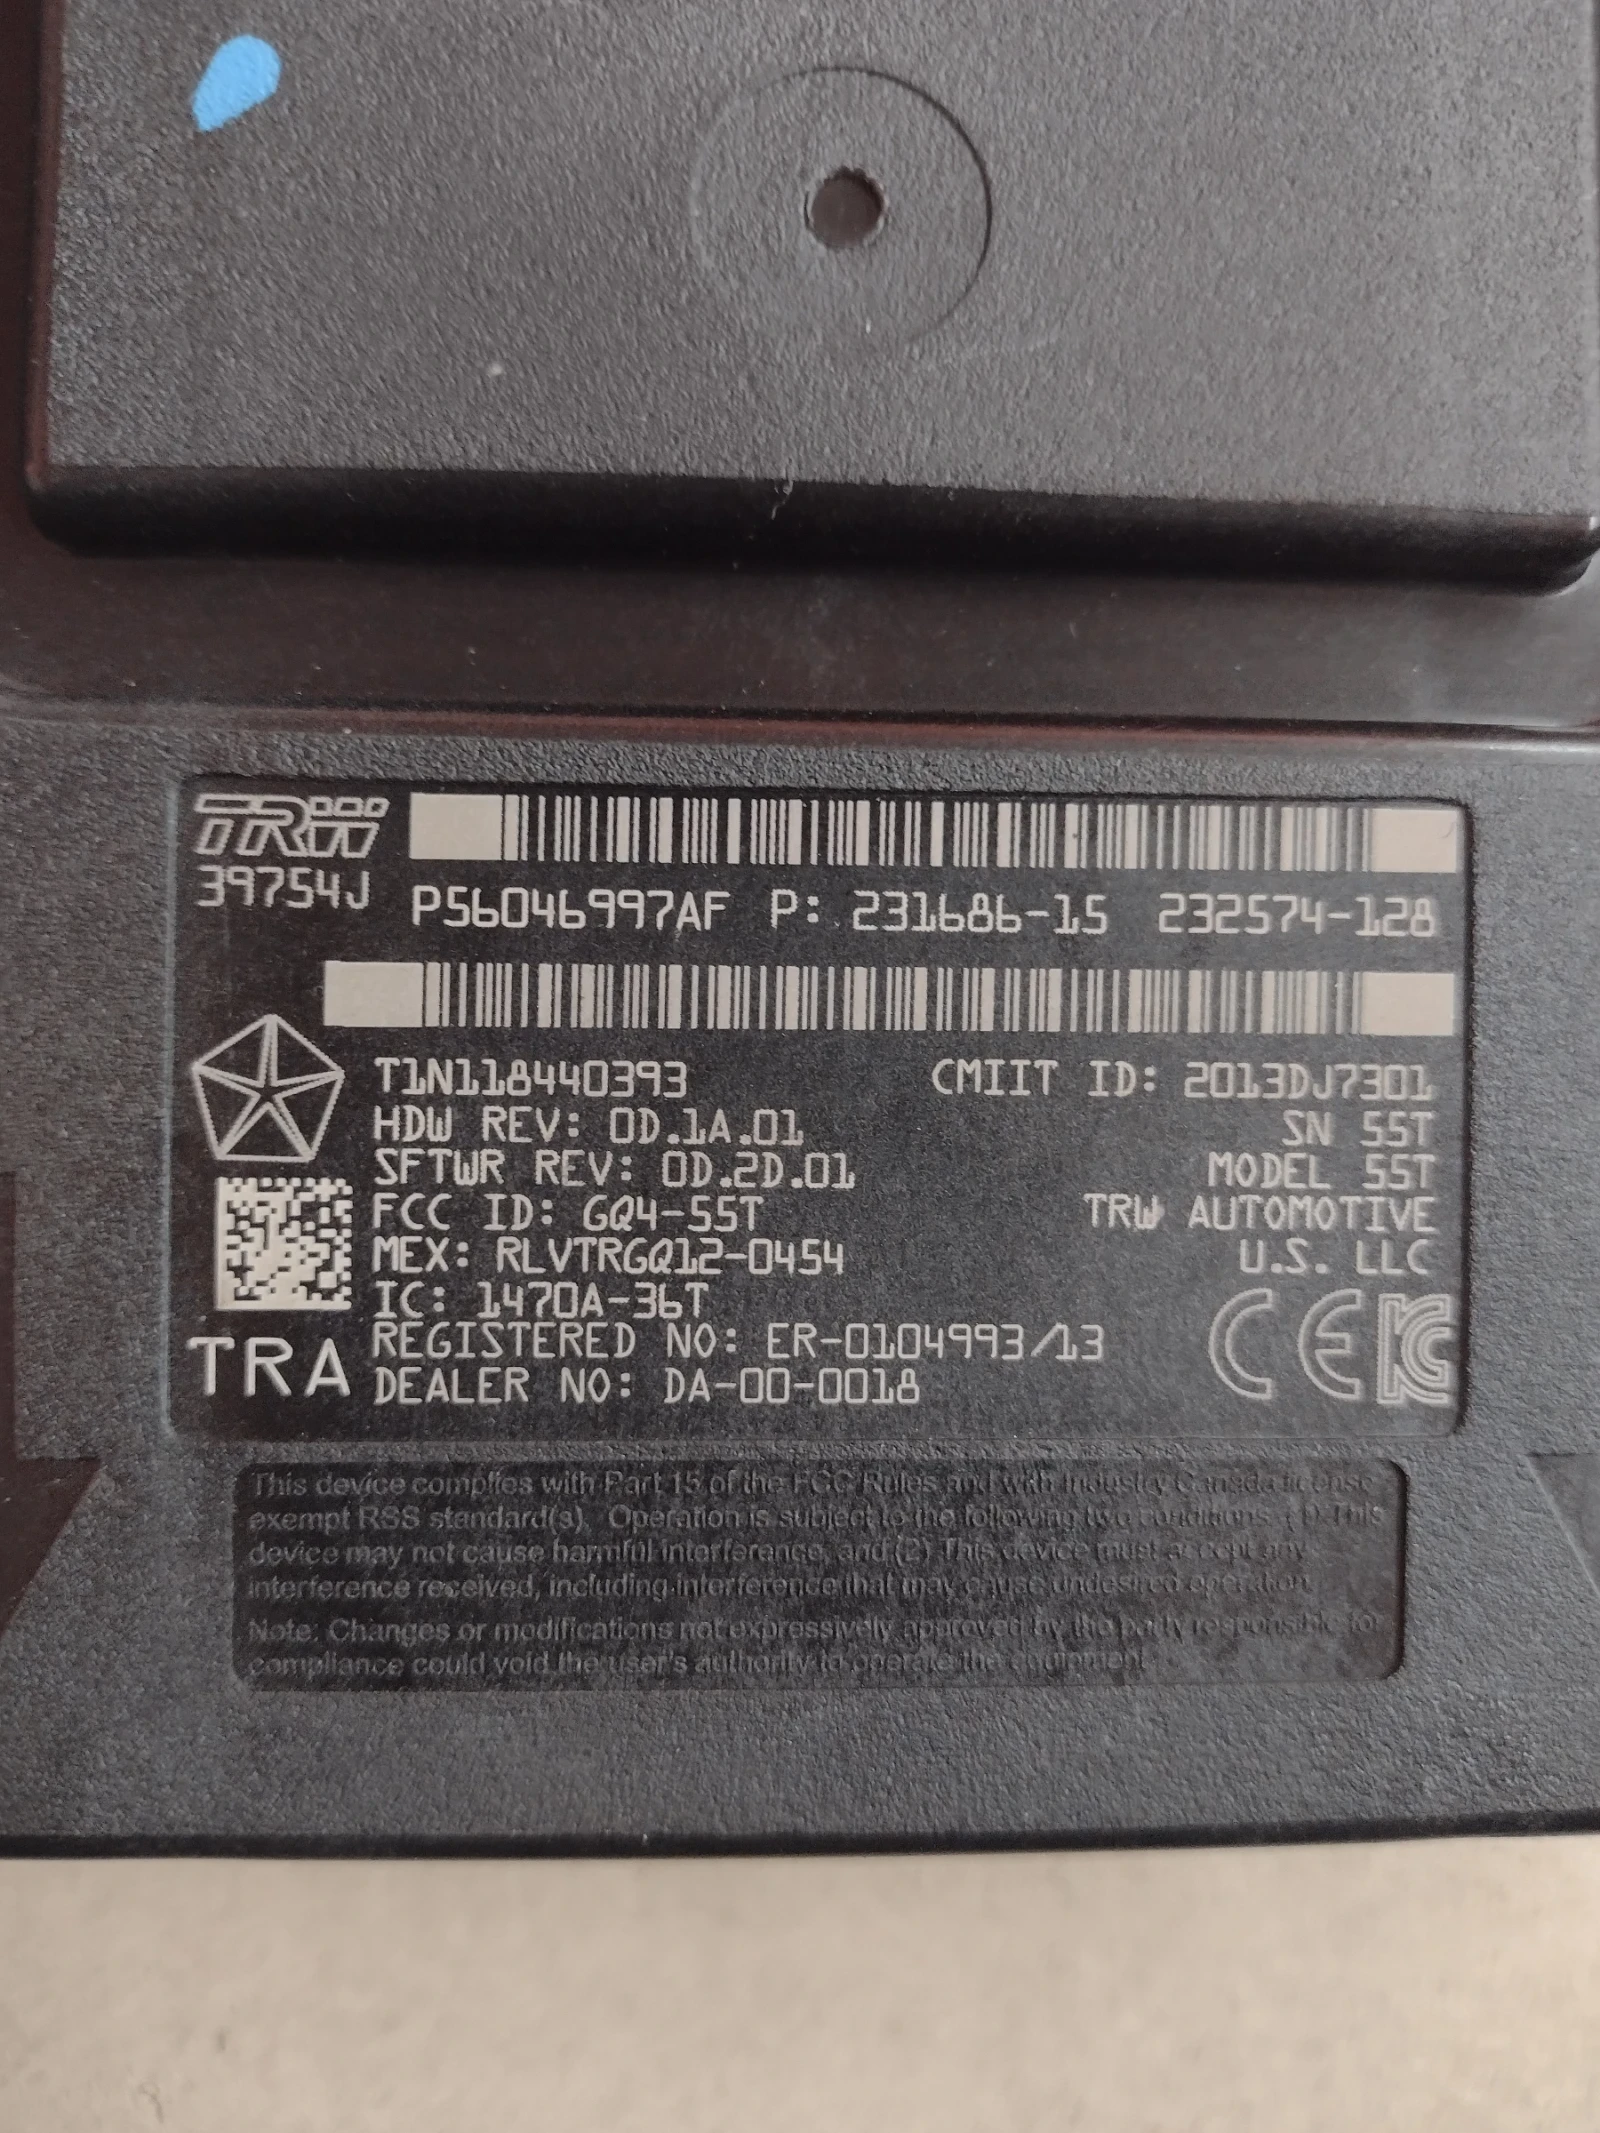 TRW
39754J
P56046997AF P: 231686-15 232574-128
T1N118440393 CMIIT ID: 2013DJ7301
HDW REV: 0D.1A.01 SN 55T
SFTWR REV: 0D.2D.01 MODEL 55T
FCC ID: GQ4-55T TRW AUTOMOTIVE
MEX: RLVTRGQ12-0454 U.S. LLC
IC: 1470A-36T
REGISTERED NO: ER-0104993/13
TRA DEALER NO: DA-00-0018
CE KC
This device complies with Part 15 of the FCC Rules and with Industry Canada license
exempt RSS standard(s). Operation is subject to the following two conditions: (1) This
device may not cause harmful interference, and (2) This device must accept any
interference received, including interference that may cause undesired operation.
Note: Changes or modifications not expressively approved by the party responsible for
compliance could void the user's authority to operate the equipment